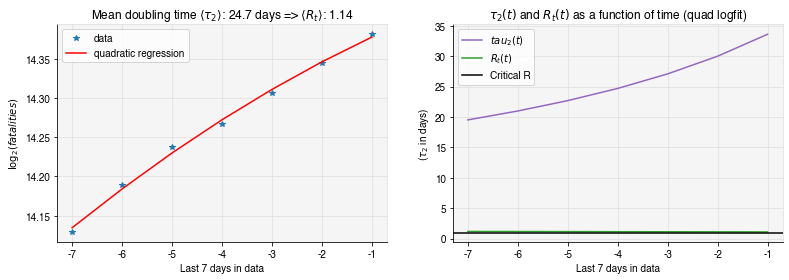 Mean doubling time ⟨τ₂⟩: 24.7 days => ⟨Rₜ⟩: 1.14
data
quadratic regression
log₂(fatalities)
14.35
14.30
14.25
14.20
14.15
-7 -6 -5 -4 -3 -2 -1
Last 7 days in data
τ₂(t) and Rₜ(t) as a function of time (quad logfit)
tau₂(t)
Rₜ(t)
Critical R
(τ₂ in days)
35
30
25
20
15
10
5
0
-7 -6 -5 -4 -3 -2 -1
Last 7 days in data